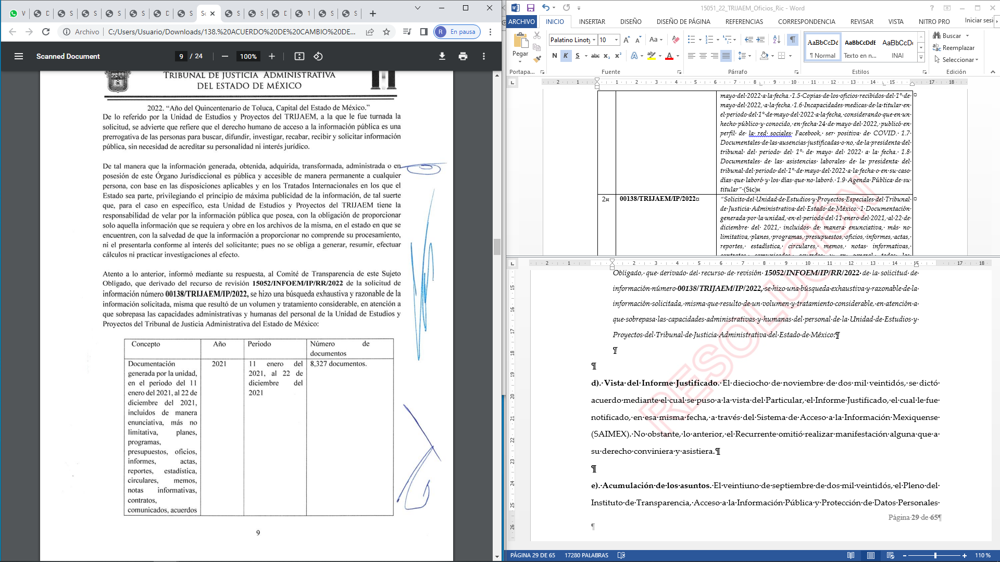 Archivo
C:/Users/Usuario/Downloads/138.%20ACUERDO%20DE%20CAMBIO%20DE...
En pausa
Scanned Document
9 / 24
100%
TRIBUNAL DE JUSTICIA ADMINISTRATIVA
DEL ESTADO DE MÉXICO
2022. “Año del Quincentenario de Toluca, Capital del Estado de México.”
De lo referido por la Unidad de Estudios y Proyectos del TRIJAEM, a la que le fue turnada la
solicitud, se advierte que refiere que el derecho humano de acceso a la información pública es una
prerrogativa de las personas para buscar, difundir, investigar, recabar, recibir y solicitar información
pública, sin necesidad de acreditar su personalidad ni interés jurídico.
De tal manera que la información generada, obtenida, adquirida, transformada, administrada o en
posesión de este Órgano Jurisdiccional es pública y accesible de manera permanente a cualquier
persona, con base en las disposiciones aplicables y en los Tratados Internacionales en los que el
Estado sea parte, privilegiando el principio de máxima publicidad de la información, de tal suerte
que, para el caso en específico, esta Unidad de Estudios y Proyectos del TRIJAEM tiene la
responsabilidad de velar por la información pública que posea, con la obligación de proporcionar
solo aquella información que se requiera y obre en los archivos de la misma, en el estado en que se
encuentren, con la salvedad de que la información a proporcionar no comprende su procesamiento,
ni el presentarla conforme al interés del solicitante; pues no se obliga a generar, resumir, efectuar
cálculos ni practicar investigaciones al efecto.
Atento a lo anterior, informó mediante su respuesta, al Comité de Transparencia de este Sujeto
Obligado, que derivado del recurso de revisión 15052/INFOEM/IP/RR/2022 de la solicitud de
información número 00138/TRIJAEM/IP/2022, se hizo una búsqueda exhaustiva y razonable de la
información solicitada, misma que resultó de un volumen y tratamiento considerable, en atención a
que sobrepasa las capacidades administrativas y humanas del personal de la Unidad de Estudios y
Proyectos del Tribunal de Justicia Administrativa del Estado de México:
Concepto Año Periodo Número de
documentos
Documentación 2021 11 enero del 8,327 documentos.
generada por la unidad, 2021, al 22 de
en el periodo del 11 diciembre del
enero del 2021, al 22 de 2021
diciembre del 2021,
incluidos de manera
enunciativa, más no
limitativa, planes,
programas,
presupuestos, oficios,
informes, actas,
reportes, estadística,
circulares, memos,
notas informativas,
contratos,
comunicados, acuerdos
9
15051_22_TRIJAEM_Oficios_Ric - Word
ARCHIVO INICIO INSERTAR DISEÑO DISEÑO DE PÁGINA REFERENCIAS CORRESPONDENCIA REVISAR VISTA NITRO PRO Iniciar sesi
Palatino Linoty 10
Pegar
N K S abc x₂ x²
AaBbCcDd AaBbCcDdE AaBbCcDc
¶ Normal Texto en n... INAI
Buscar
Reemplazar
Seleccionar
Portapa... Fuente Párrafo Estilos Edición
mayo del 2022 a la fecha. 1.5 Copias de los oficios recibidos del 1° de
mayo del 2022, a la fecha. 1.6 Incapacidades medicas de la titular en
el periodo del 1° de mayo del 2022 a la fecha, considerando que en un
hecho público y conocido, en fecha 24 de mayo del 2022, publicó en
perfil de la red sociales Facebook, ser positiva de COVID. 1.7
Documentales de las ausencias justificadas o no, de la presidenta del
tribunal del periodo del 1° de mayo del 2022 a la fecha. 1.8
Documentales de las asistencias laborales de la presidenta del
tribunal del periodo del 1° de mayo del 2022 a la fecha o en su caso
días que laboró y los días que no laboró. 1.9 Agenda Pública de su
titular” (Sic)¤
2¤ 00138/TRIJAEM/IP/2022¤ “Solicito del Unidad de Estudios y Proyectos Especiales del Tribunal
de Justicia Administrativa del Estado de México: 1 Documentación
generada por la unidad, en el periodo del 11 enero del 2021, al 22 de
diciembre del 2021, incluidos de manera enunciativa, más no
limitativa, planes, programas, presupuestos, oficios, informes, actas,
reportes, estadística, circulares, memos, notas informativas,
contratos, comunicados, acuerdos y en general todas las
Obligado, que derivado del recurso de revisión 15052/INFOEM/IP/RR/2022 de la solicitud de
información número 00138/TRIJAEM/IP/2022, se hizo una búsqueda exhaustiva y razonable de la
información solicitada, misma que resulto de un volumen y tratamiento considerable, en atención a
que sobrepasa las capacidades administrativas y humanas del personal de la Unidad de Estudios y
Proyectos del Tribunal de Justicia Administrativa del Estado de México:¶
¶
¶
d). Vista del Informe Justificado. El dieciocho de noviembre de dos mil veintidós, se dictó
acuerdo mediante el cual se puso a la vista del Particular, el Informe Justificado, el cual le fue
notificado, en esa misma fecha, a través del Sistema de Acceso a la Información Mexiquense
(SAIMEX). No obstante, lo anterior, el Recurrente omitió realizar manifestación alguna que a
su derecho conviniera y asistiera.¶
¶
e). Acumulación de los asuntos. El veintiuno de septiembre de dos mil veintidós, el Pleno del
Instituto de Transparencia, Acceso a la Información Pública y Protección de Datos Personales
Página 29 de 65¶
¶
RESOLUCIÓN
PÁGINA 29 DE 65 17280 PALABRAS
110 %